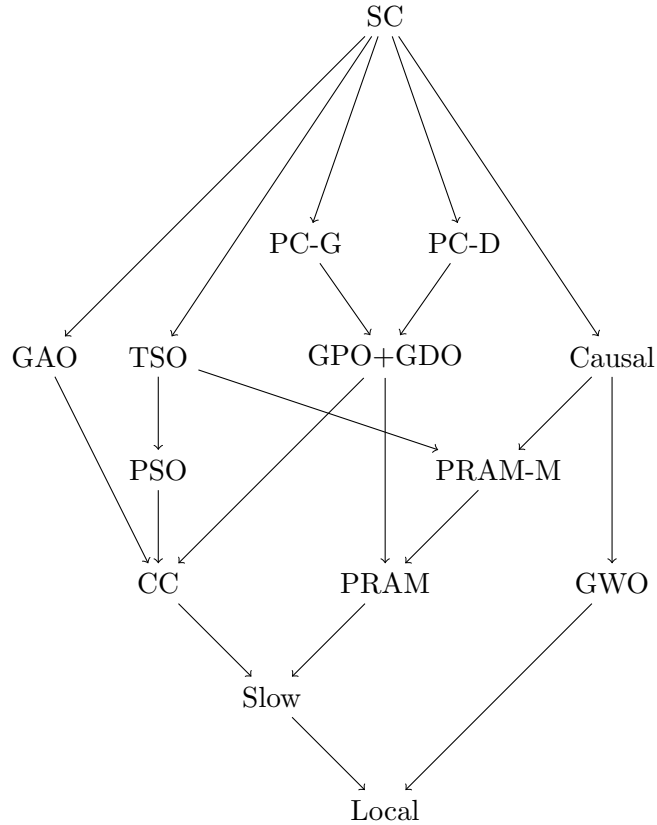 SC
PC-G PC-D
GAO TSO GPO+GDO Causal
PSO PRAM-M
CC PRAM GWO
Slow
Local